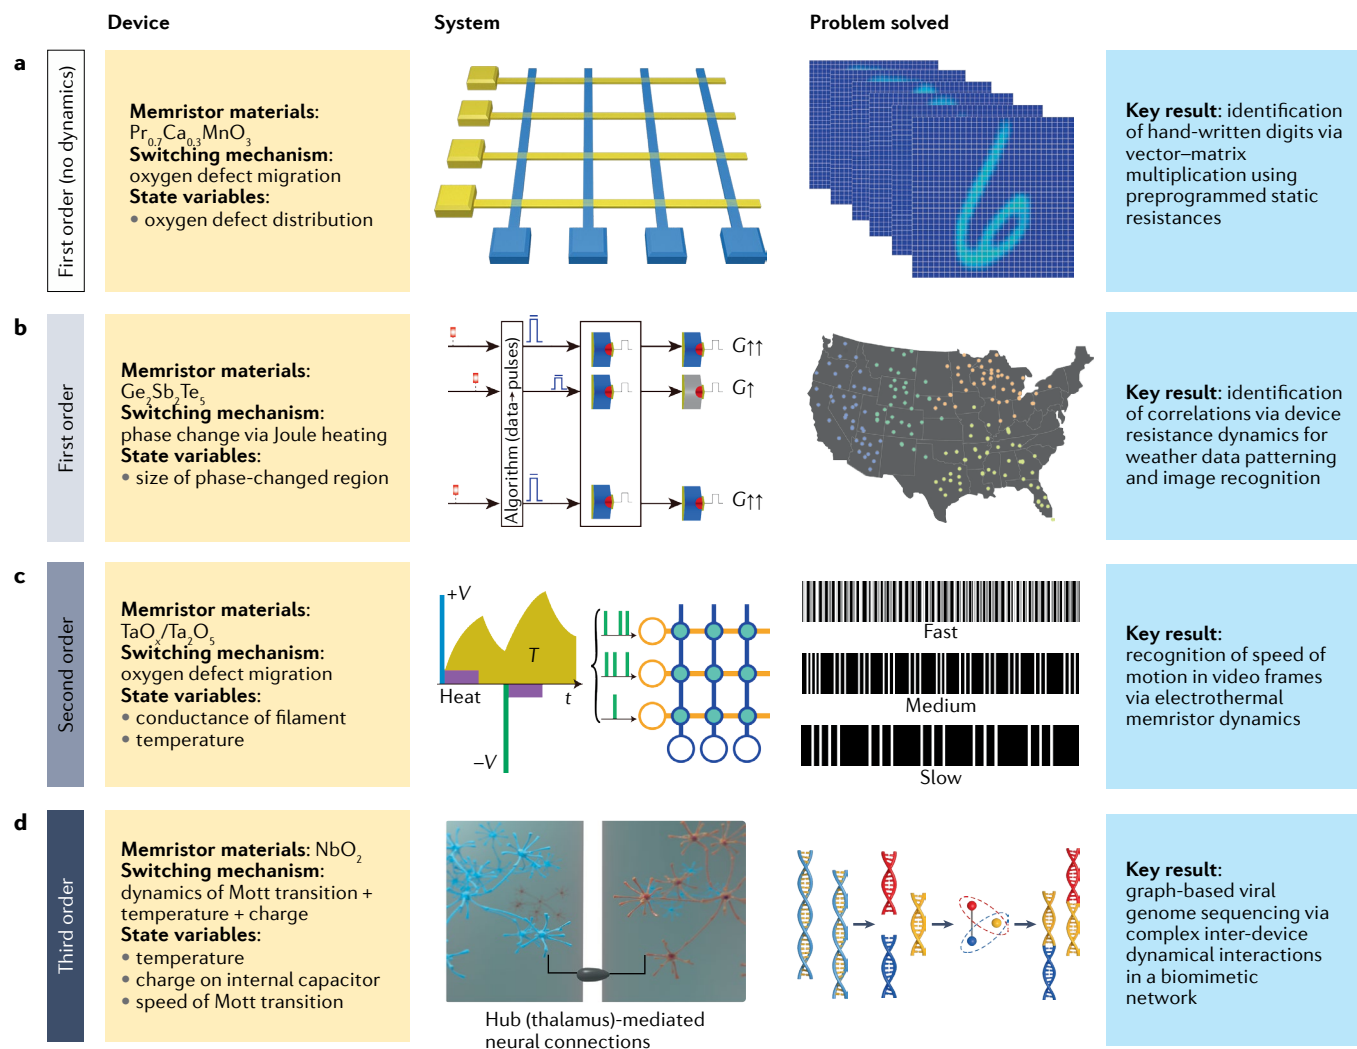 Device
System
Problem solved
a
First order (no dynamics)
Memristor materials:
Pr0.7Ca0.3MnO3
Switching mechanism:
oxygen defect migration
State variables:
• oxygen defect distribution
Key result: identification
of hand-written digits via
vector–matrix
multiplication using
preprogrammed static
resistances
b
First order
Memristor materials:
Ge2Sb2Te5
Switching mechanism:
phase change via Joule heating
State variables:
• size of phase-changed region
Algorithm (data→pulses)
G↑↑
G↑
G↑↑
Key result: identification
of correlations via device
resistance dynamics for
weather data patterning
and image recognition
c
Second order
Memristor materials:
TaOx/Ta2O5
Switching mechanism:
oxygen defect migration
State variables:
• conductance of filament
• temperature
+V
T
Heat
t
–V
Fast
Medium
Slow
Key result:
recognition of speed of
motion in video frames
via electrothermal
memristor dynamics
d
Third order
Memristor materials: NbO2
Switching mechanism:
dynamics of Mott transition +
temperature + charge
State variables:
• temperature
• charge on internal capacitor
• speed of Mott transition
Hub (thalamus)-mediated
neural connections
Key result:
graph-based viral
genome sequencing via
complex inter-device
dynamical interactions
in a biomimetic
network